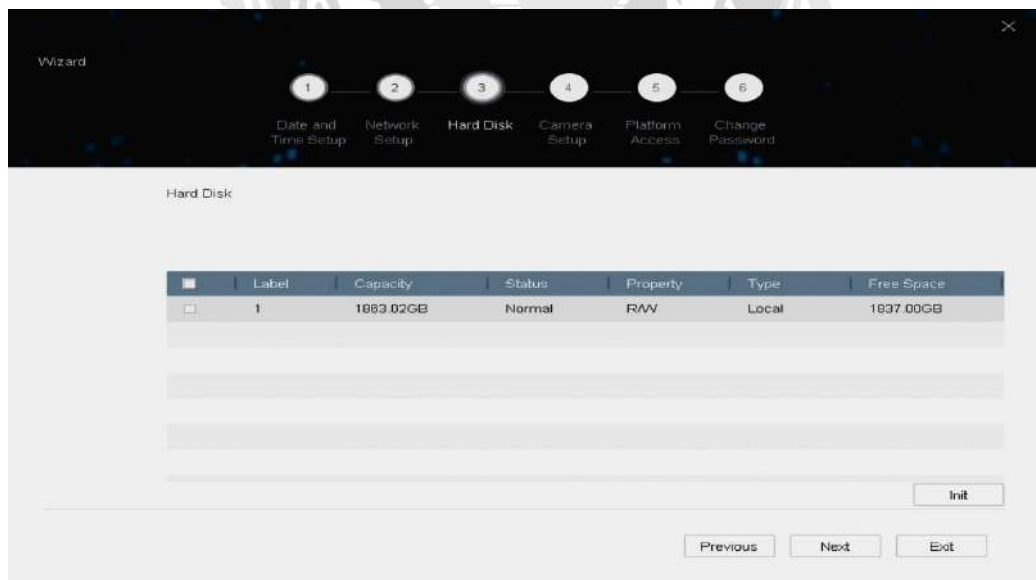 Wizard
1 2 3 4 5 6
Date and Time Setup
Network Setup
Hard Disk
Camera Setup
Platform Access
Change Password
Hard Disk
Label Capacity Status Property Type Free Space
1 1863.02GB Normal R/W Local 1837.00GB
Init
Previous Next Exit